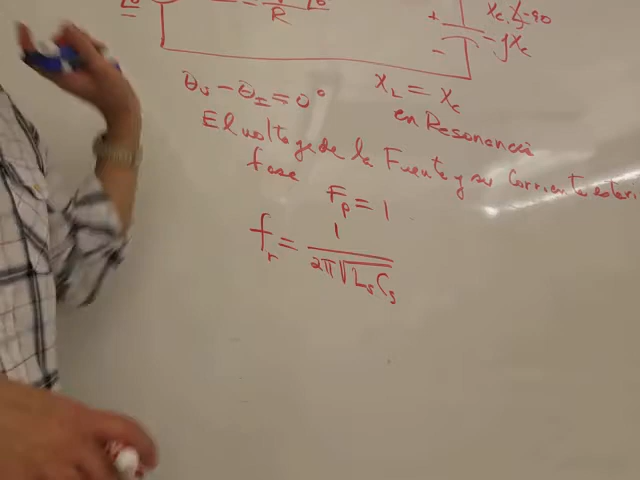 R
+ Xc∠-90
- = -jXc
θv - θI = 0° XL = Xc
en Resonancia
El voltaje de la Fuente y su Corriente están
fase
Fp = 1
fr = 1 / 2π√LsCs